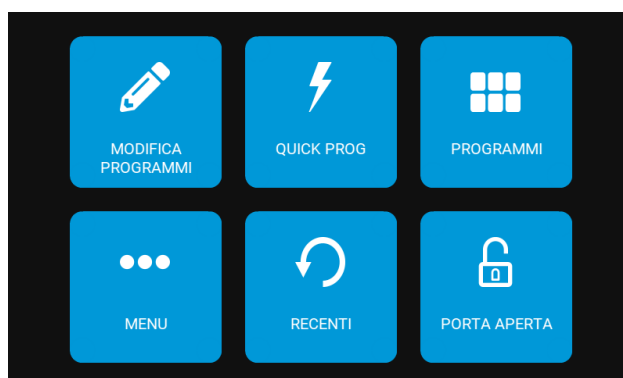 MODIFICA
PROGRAMMI
QUICK PROG
PROGRAMMI
MENU
RECENTI
PORTA APERTA